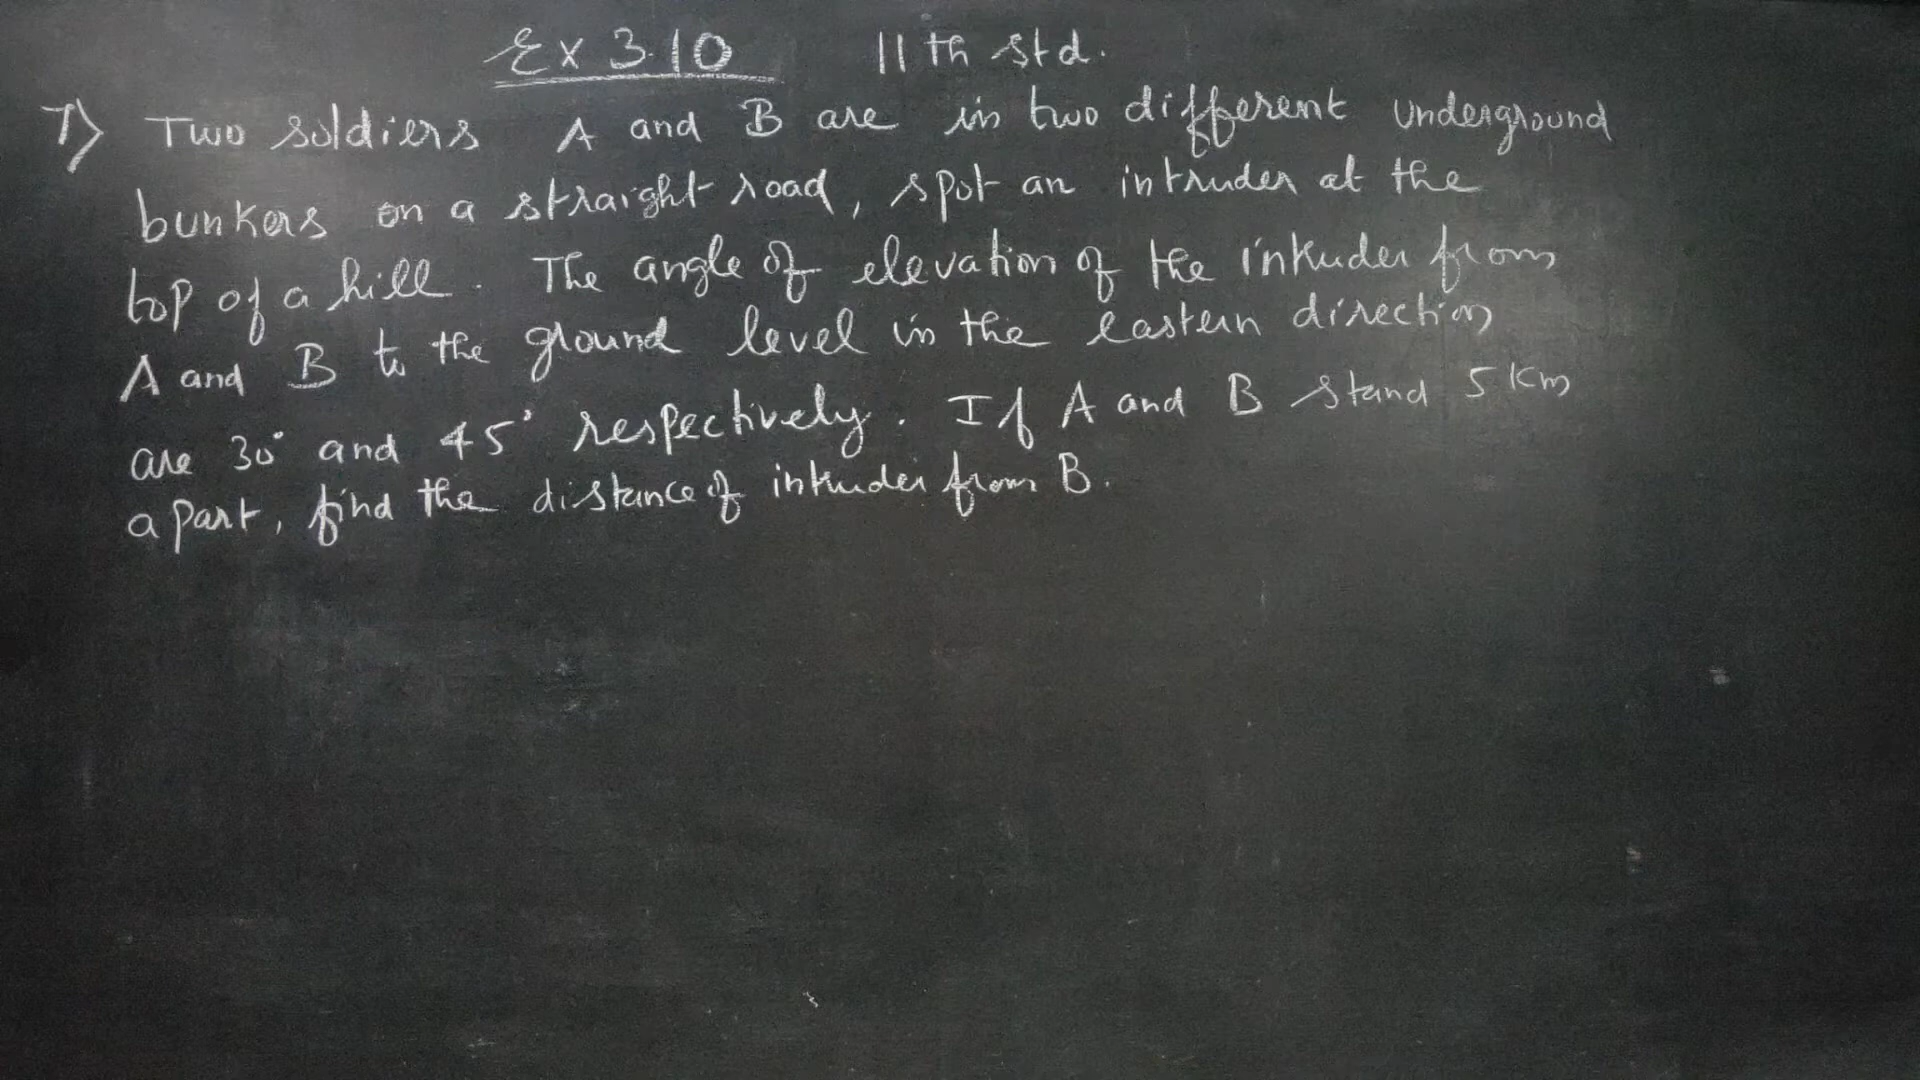 Ex 3.10 11th std.
7) Two soldiers A and B are in two different underground
bunkers on a straight road, spot an intruder at the
top of a hill. The angle of elevation of the intruder from
A and B to the ground level in the eastern direction
are 30° and 45° respectively. If A and B stand 5 Km
apart, find the distance of intruder from B.